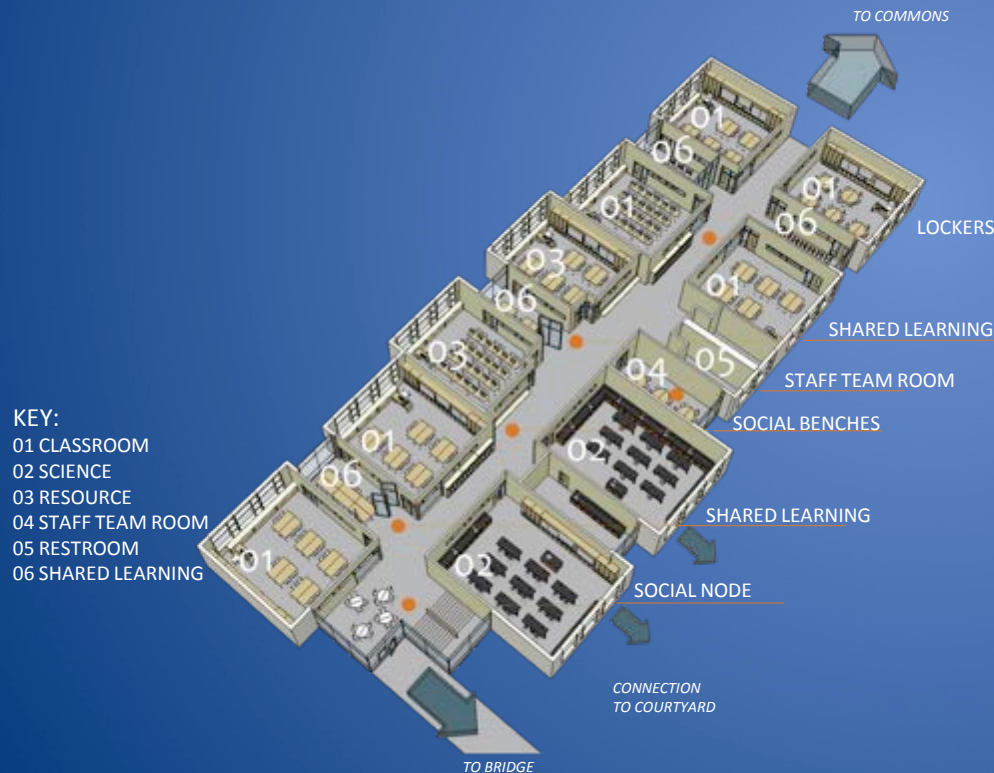 TO COMMONS
01
06
01
01
01
06
LOCKERS
03
01
06
SHARED LEARNING
03
05
04
STAFF TEAM ROOM
SOCIAL BENCHES
KEY:
01 CLASSROOM
02 SCIENCE
03 RESOURCE
04 STAFF TEAM ROOM
05 RESTROOM
06 SHARED LEARNING
01
02
06
SHARED LEARNING
01
02
SOCIAL NODE
CONNECTION
TO COURTYARD
TO BRIDGE